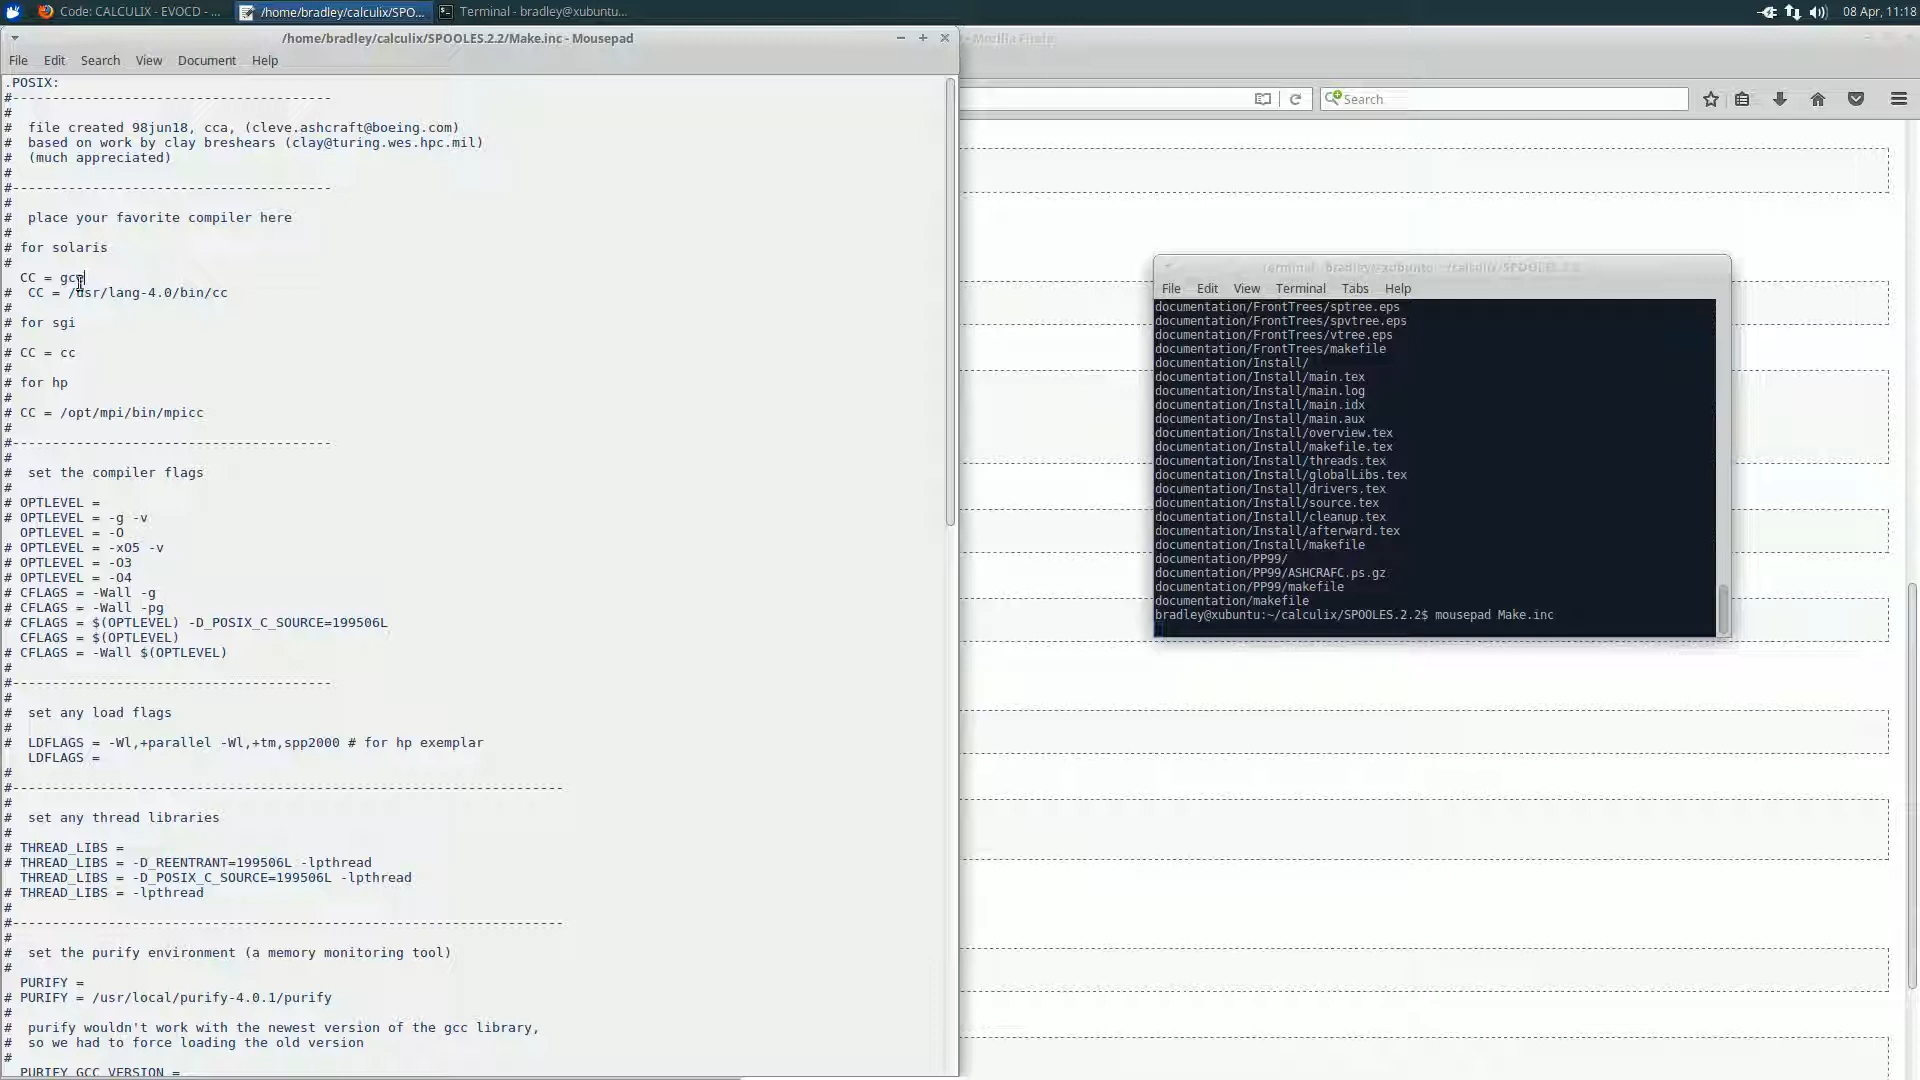 Code: CALCULIX - EVOCD - ...
/home/bradley/calculix/SPO...
Terminal - bradley@xubuntu...
08 Apr, 11:18
/home/bradley/calculix/SPOOLES.2.2/Make.inc - Mousepad
File Edit Search View Document Help
.POSIX:
#----------------------------------------
#
#  file created 98jun18, cca, (cleve.ashcraft@boeing.com)
#  based on work by clay breshears (clay@turing.wes.hpc.mil)
#  (much appreciated)
#
#----------------------------------------
#
#  place your favorite compiler here
#
# for solaris
#
  CC = gcc
#  CC = /usr/lang-4.0/bin/cc
#
# for sgi
#
# CC = cc
#
# for hp
#
# CC = /opt/mpi/bin/mpicc
#
#----------------------------------------
#
#  set the compiler flags
#
# OPTLEVEL =
# OPTLEVEL = -g -v
  OPTLEVEL = -O
# OPTLEVEL = -xO5 -v
# OPTLEVEL = -O3
# OPTLEVEL = -O4
# CFLAGS = -Wall -g
# CFLAGS = -Wall -pg
# CFLAGS = $(OPTLEVEL) -D_POSIX_C_SOURCE=199506L
  CFLAGS = $(OPTLEVEL)
# CFLAGS = -Wall $(OPTLEVEL)
#
#----------------------------------------
#
#  set any load flags
#
#  LDFLAGS = -Wl,+parallel -Wl,+tm,spp2000 # for hp exemplar
   LDFLAGS =
#
#---------------------------------------------------------------------
#
#  set any thread libraries
#
# THREAD_LIBS =
# THREAD_LIBS = -D_REENTRANT=199506L -lpthread
  THREAD_LIBS = -D_POSIX_C_SOURCE=199506L -lpthread
# THREAD_LIBS = -lpthread
#
#---------------------------------------------------------------------
#
#  set the purify environment (a memory monitoring tool)
#
  PURIFY =
# PURIFY = /usr/local/purify-4.0.1/purify
#
#  purify wouldn't work with the newest version of the gcc library,
#  so we had to force loading the old version
#
  PURIFY_GCC_VERSION =
- Mozilla Firefox
Search
Terminal - bradley@xubuntu: ~/calculix/SPOOLES.2.2
File Edit View Terminal Tabs Help
documentation/FrontTrees/sptree.eps
documentation/FrontTrees/spvtree.eps
documentation/FrontTrees/vtree.eps
documentation/FrontTrees/makefile
documentation/Install/
documentation/Install/main.tex
documentation/Install/main.log
documentation/Install/main.idx
documentation/Install/main.aux
documentation/Install/overview.tex
documentation/Install/makefile.tex
documentation/Install/threads.tex
documentation/Install/globalLibs.tex
documentation/Install/drivers.tex
documentation/Install/source.tex
documentation/Install/cleanup.tex
documentation/Install/afterward.tex
documentation/Install/makefile
documentation/PP99/
documentation/PP99/ASHCRAFC.ps.gz
documentation/PP99/makefile
documentation/makefile
bradley@xubuntu:~/calculix/SPOOLES.2.2$ mousepad Make.inc